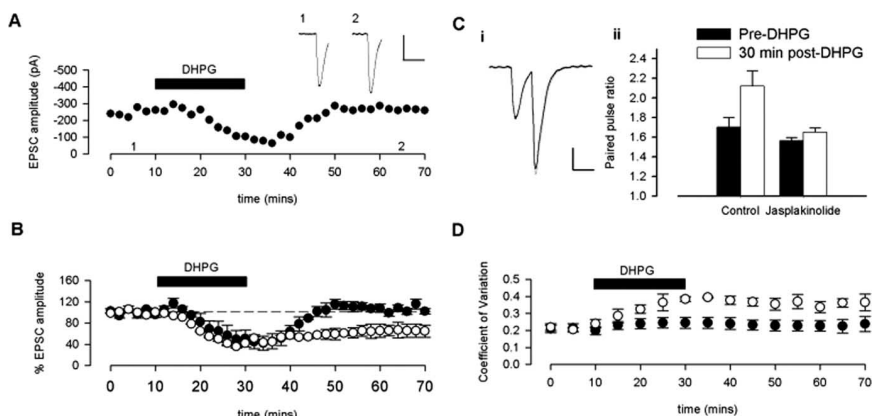 A
1
2
DHPG
EPSC amplitude (pA)
-500
-400
-300
-200
-100
0
1
2
0 10 20 30 40 50 60 70
time (mins)
B
DHPG
% EPSC amplitude
160
120
80
40
0
0 10 20 30 40 50 60 70
time (mins)
C
i
ii
Pre-DHPG
30 min post-DHPG
Paired pulse ratio
2.4
2.2
2.0
1.8
1.6
1.4
1.2
1.0
Control Jasplakinolide
D
DHPG
Coefficient of Variation
0.5
0.4
0.3
0.2
0.1
0.0
0 10 20 30 40 50 60 70
time (mins)